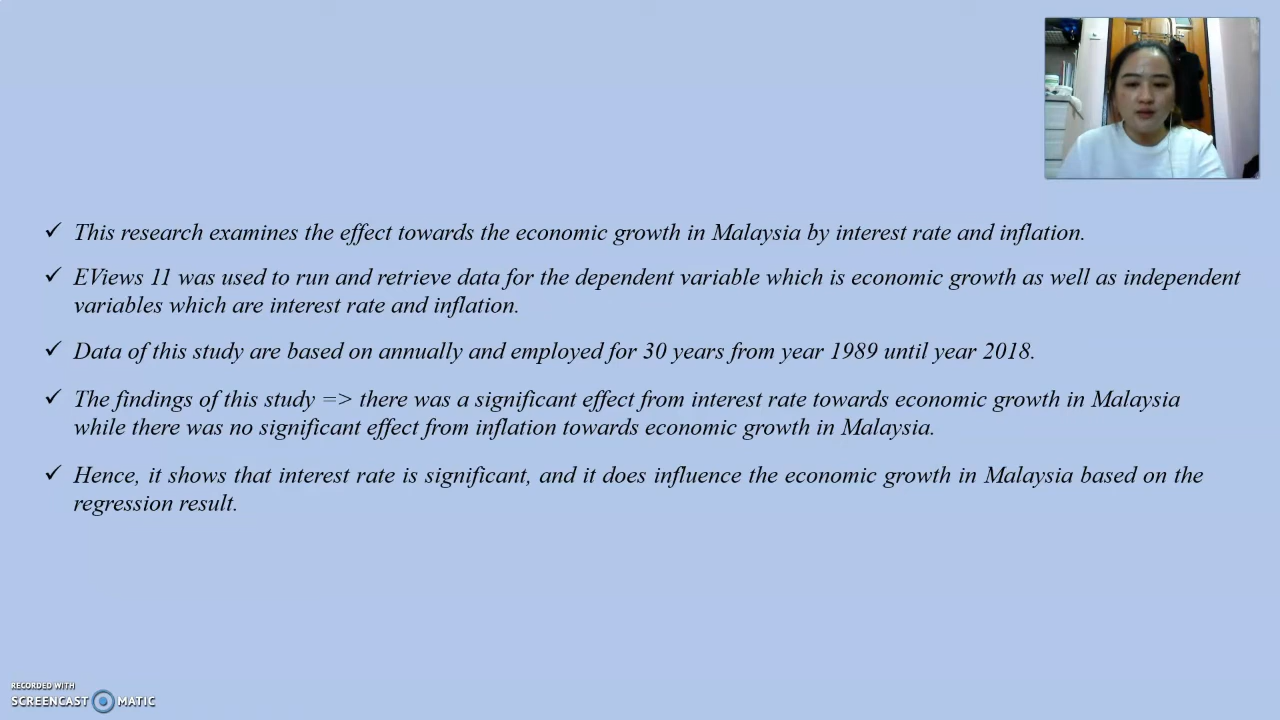 ✓ This research examines the effect towards the economic growth in Malaysia by interest rate and inflation.
✓ EViews 11 was used to run and retrieve data for the dependent variable which is economic growth as well as independent
variables which are interest rate and inflation.
✓ Data of this study are based on annually and employed for 30 years from year 1989 until year 2018.
✓ The findings of this study => there was a significant effect from interest rate towards economic growth in Malaysia
while there was no significant effect from inflation towards economic growth in Malaysia.
✓ Hence, it shows that interest rate is significant, and it does influence the economic growth in Malaysia based on the
regression result.
RECORDED WITH
SCREENCAST MATIC